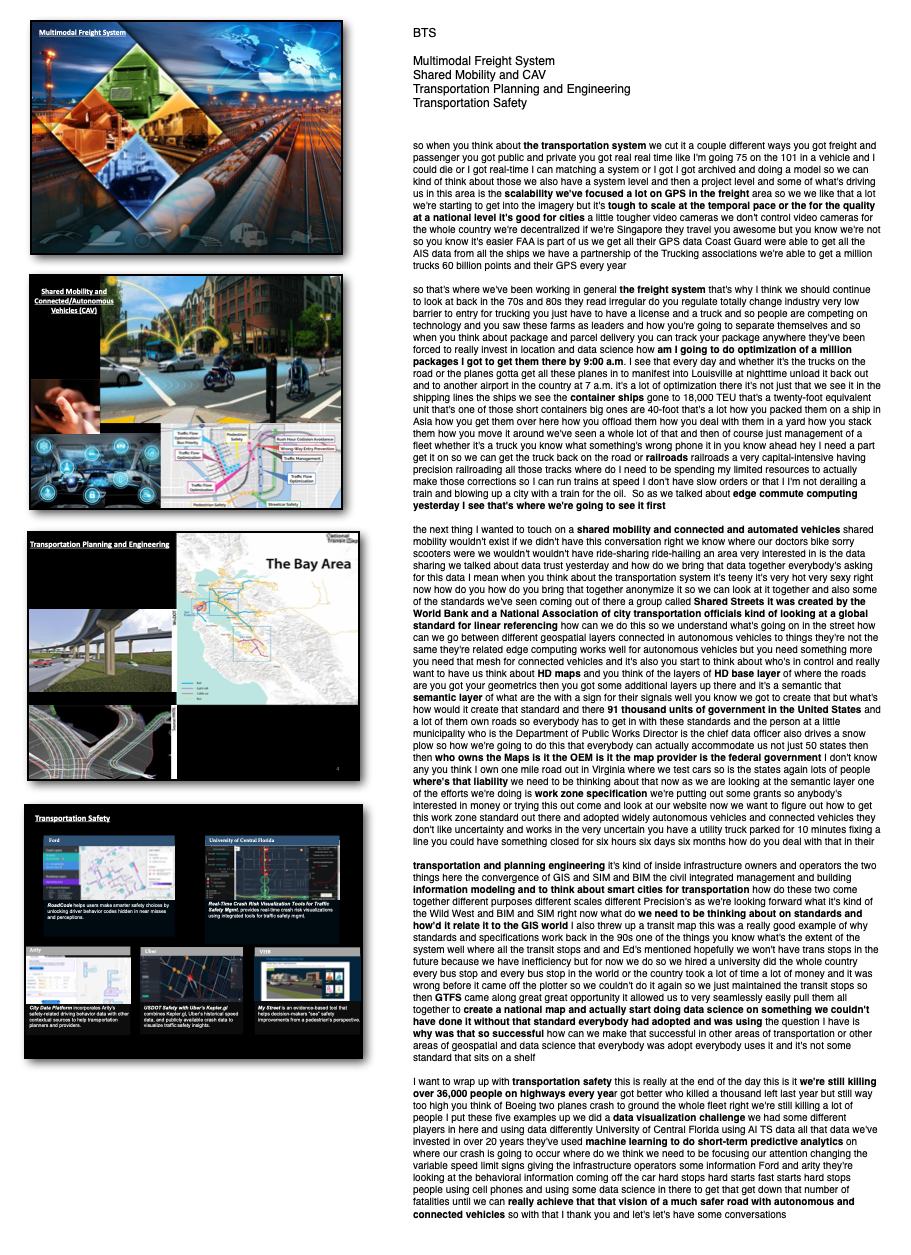 Multimodal Freight System
Shared Mobility and
Connected/Autonomous
Vehicles (CAV)
Traffic Flow
Optimization -
Bus Priority
Pedestrian
Safety
Rush Hour Collision Avoidance
Wrong-Way Entry Prevention
Traffic Management
Traffic Flow
Optimization
Traffic Flow
Optimization
Pedestrian Safety
Streetcar Safety
Transportation Planning and Engineering
The Bay Area
4
Transportation Safety
Ford
RoadCode helps users make smarter safety choices by
unlocking driver behavior codes hidden in near misses
and perceptions.
University of Central Florida
Real-Time Crash Risk Visualization Tools for Traffic
Safety Mgmt. provides real-time crash risk visualizations
using integrated tools for traffic safety mgmt.
Arity
City Data Platform incorporates Arity's
safety-related driving behavior data with other
contextual sources to help transportation
planners and providers.
Uber
USDOT Safety with Uber's Kepler.gl
combines Kepler.gl, Uber's historical speed
data, and publicly available crash data to
visualize traffic safety insights.
VHB
My Street is an evidence-based tool that
helps decision-makers "see" safety
improvements from a pedestrian's perspective.
BTS
Multimodal Freight System
Shared Mobility and CAV
Transportation Planning and Engineering
Transportation Safety
so when you think about the transportation system we cut it a couple different ways you got freight and
passenger you got public and private you got real real time like I'm going 75 on the 101 in a vehicle and I
could die or I got real-time I can matching a system or I got I got archived and doing a model so we can
kind of think about those we also have a system level and then a project level and some of what's driving
us in this area is the scalability we've focused a lot on GPS in the freight area so we we like that a lot
we're starting to get into the imagery but it's tough to scale at the temporal pace or the for the quality
at a national level it's good for cities a little tougher video cameras we don't control video cameras for
the whole country we're decentralized if we're Singapore they travel you awesome but you know we're not
so you know it's easier FAA is part of us we get all their GPS data Coast Guard were able to get all the
AIS data from all the ships we have a partnership of the Trucking associations we're able to get a million
trucks 60 billion points and their GPS every year
so that's where we've been working in general the freight system that's why I think we should continue
to look at back in the 70s and 80s they read irregular do you regulate totally change industry very low
barrier to entry for trucking you just have to have a license and a truck and so people are competing on
technology and you saw these farms as leaders and how you're going to separate themselves and so
when you think about package and parcel delivery you can track your package anywhere they've been
forced to really invest in location and data science how am I going to do optimization of a million
packages I got to get them there by 9:00 a.m. I see that every day and whether it's the trucks on the
road or the planes gotta get all these planes in to manifest into Louisville at nighttime unload it back out
and to another airport in the country at 7 a.m. it's a lot of optimization there it's not just that we see it in the
shipping lines the ships we see the container ships gone to 18,000 TEU that's a twenty-foot equivalent
unit that's one of those short containers big ones are 40-foot that's a lot how you packed them on a ship in
Asia how you get them over here how you offload them how you deal with them in a yard how you stack
them how you move it around we've seen a whole lot of that and then of course just management of a
fleet whether it's a truck you know what something's wrong phone it in you know ahead hey I need a part
get it on so we can get the truck back on the road or railroads railroads a very capital-intensive having
precision railroading all those tracks where do I need to be spending my limited resources to actually
make those corrections so I can run trains at speed I don't have slow orders or that I I'm not derailing a
train and blowing up a city with a train for the oil. So as we talked about edge commute computing
yesterday I see that's where we're going to see it first
the next thing I wanted to touch on a shared mobility and connected and automated vehicles shared
mobility wouldn't exist if we didn't have this conversation right we know where our doctors bike sorry
scooters were we wouldn't wouldn't have ride-sharing ride-hailing an area very interested in is the data
sharing we talked about data trust yesterday and how do we bring that data together everybody's asking
for this data I mean when you think about the transportation system it's teeny it's very hot very sexy right
now how do you how do you bring that together anonymize it so we can look at it together and also some
of the standards we've seen coming out of there a group called Shared Streets it was created by the
World Bank and a National Association of city transportation officials kind of looking at a global
standard for linear referencing how can we do this so we understand what's going on in the street how
can we go between different geospatial layers connected in autonomous vehicles to things they're not the
same they're related edge computing works well for autonomous vehicles but you need something more
you need that mesh for connected vehicles and it's also you start to think about who's in control and really
want to have us think about HD maps and you think of the layers of HD base layer of where the roads
are you got your geometrics then you got some additional layers up there and it's a semantic that
semantic layer of what are the with a sign for their signals well you know we got to create that but what's
how would it create that standard and there 91 thousand units of government in the United States and
a lot of them own roads so everybody has to get in with these standards and the person at a little
municipality who is the Department of Public Works Director is the chief data officer also drives a snow
plow so how we're going to do this that everybody can actually accommodate us not just 50 states then
then who owns the Maps is it the OEM is it the map provider is the federal government I don't know
any you think I own one mile road out in Virginia where we test cars so is the states again lots of people
where's that liability we need to be thinking about that now as we are looking at the semantic layer one
of the efforts we're doing is work zone specification we're putting out some grants so anybody's
interested in money or trying this out come and look at our website now we want to figure out how to get
this work zone standard out there and adopted widely autonomous vehicles and connected vehicles they
don't like uncertainty and works in the very uncertain you have a utility truck parked for 10 minutes fixing a
line you could have something closed for six hours six days six months how do you deal with that in their
transportation and planning engineering it's kind of inside infrastructure owners and operators the two
things here the convergence of GIS and SIM and BIM the civil integrated management and building
information modeling and to think about smart cities for transportation how do these two come
together different purposes different scales different Precision's as we're looking forward what it's kind of
the Wild West and BIM and SIM right now what do we need to be thinking about on standards and
how'd it relate it to the GIS world I also threw up a transit map this was a really good example of why
standards and specifications work back in the 90s one of the things you know what's the extent of the
system well where all the transit stops and and Ed's mentioned hopefully we won't have trans stops in the
future because we have inefficiency but for now we do so we hired a university did the whole country
every bus stop and every bus stop in the world or the country took a lot of time a lot of money and it was
wrong before it came off the plotter so we couldn't do it again so we just maintained the transit stops so
then GTFS came along great great opportunity it allowed us to very seamlessly easily pull them all
together to create a national map and actually start doing data science on something we couldn't
have done it without that standard everybody had adopted and was using the question I have is
why was that so successful how can we make that successful in other areas of transportation or other
areas of geospatial and data science that everybody was adopt everybody uses it and it's not some
standard that sits on a shelf
I want to wrap up with transportation safety this is really at the end of the day this is it we're still killing
over 36,000 people on highways every year got better who killed a thousand left last year but still way
too high you think of Boeing two planes crash to ground the whole fleet right we're still killing a lot of
people I put these five examples up we did a data visualization challenge we had some different
players in here and using data differently University of Central Florida using AI TS data all that data we've
invested in over 20 years they've used machine learning to do short-term predictive analytics on
where our crash is going to occur where do we think we need to be focusing our attention changing the
variable speed limit signs giving the infrastructure operators some information Ford and arity they're
looking at the behavioral information coming off the car hard stops hard starts fast starts hard stops
people using cell phones and using some data science in there to get that get down that number of
fatalities until we can really achieve that that vision of a much safer road with autonomous and
connected vehicles so with that I thank you and let's let's have some conversations